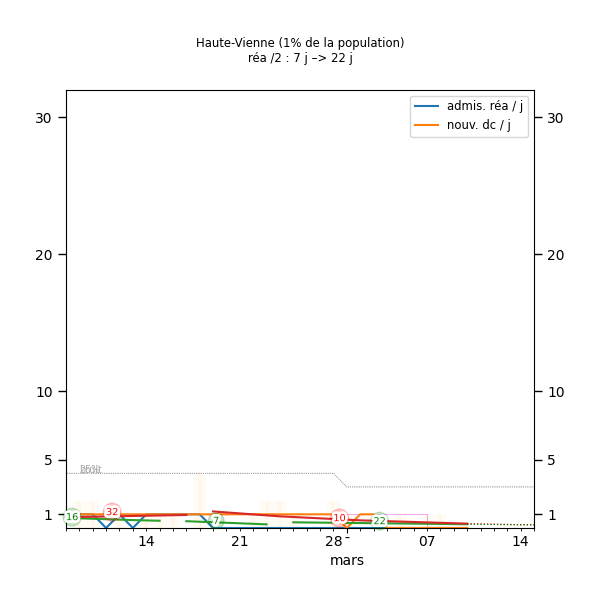 Haute-Vienne (1% de la population)
réa /2 : 7 j –> 22 j
admis. réa / j
nouv. dc / j
30 30
20 20
10 10
5 5
1 1
16 32 7 10 22
14 21 28 07 14
mars